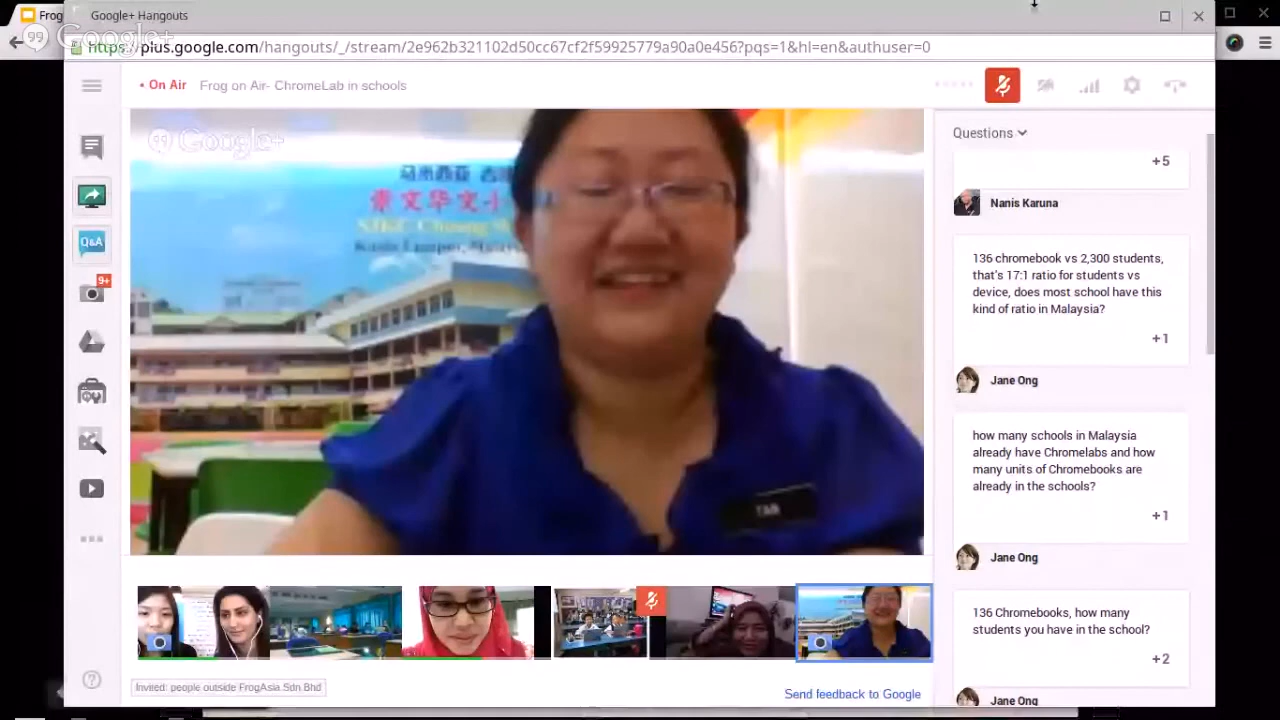 Frog
Google+ Hangouts
Google+
https://plus.google.com/hangouts/_/stream/2e962b321102d50cc67cf2f59925779a90a0e456?pqs=1&hl=en&authuser=0
• On Air
Frog on Air- ChromeLab in schools
Google+
Q&A
9+
TAN
Questions
+5
Nanis Karuna
136 chromebook vs 2,300 students,
that's 17:1 ratio for students vs
device, does most school have this
kind of ratio in Malaysia?
+1
Jane Ong
how many schools in Malaysia
already have Chromelabs and how
many units of Chromebooks are
already in the schools?
+1
Jane Ong
136 Chromebooks, how many
students you have in the school?
+2
Jane Ong
Invited: people outside FrogAsia Sdn Bhd
Send feedback to Google